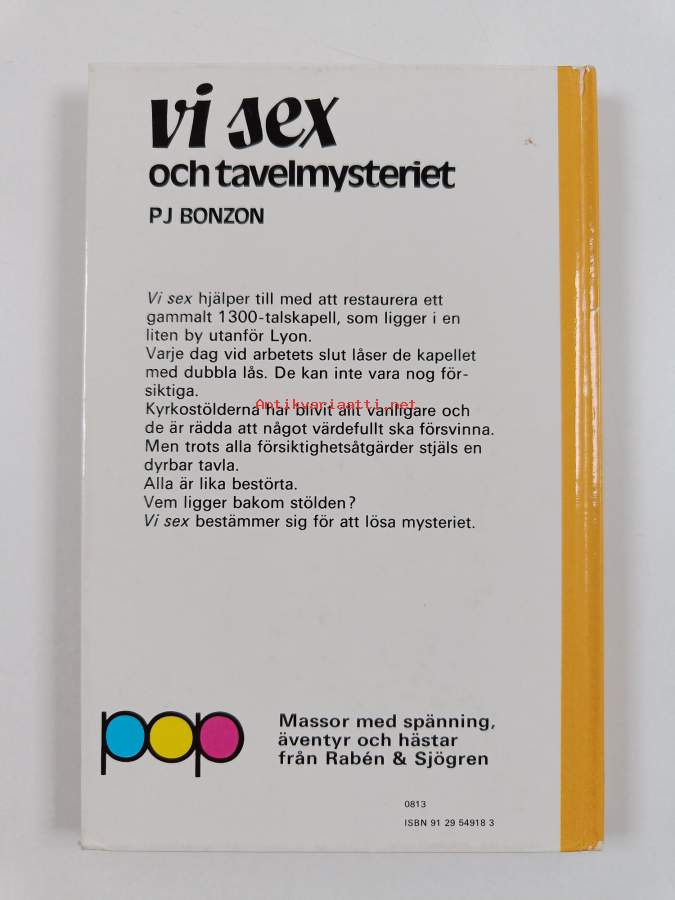 vi sex
och tavelmysteriet
PJ BONZON
Vi sex hjälper till med att restaurera ett
gammalt 1300-talskapell, som ligger i en
liten by utanför Lyon.
Varje dag vid arbetets slut låser de kapellet
med dubbla lås. De kan inte vara nog för-
siktiga.
Antikvariaatti.net
Kyrkostölderna har blivit allt vanligare och
de är rädda att något värdefullt ska försvinna.
Men trots alla försiktighetsåtgärder stjäls en
dyrbar tavla.
Alla är lika bestörta.
Vem ligger bakom stölden?
Vi sex bestämmer sig för att lösa mysteriet.
pop
Massor med spänning,
äventyr och hästar
från Rabén & Sjögren
0813
ISBN 91 29 54918 3